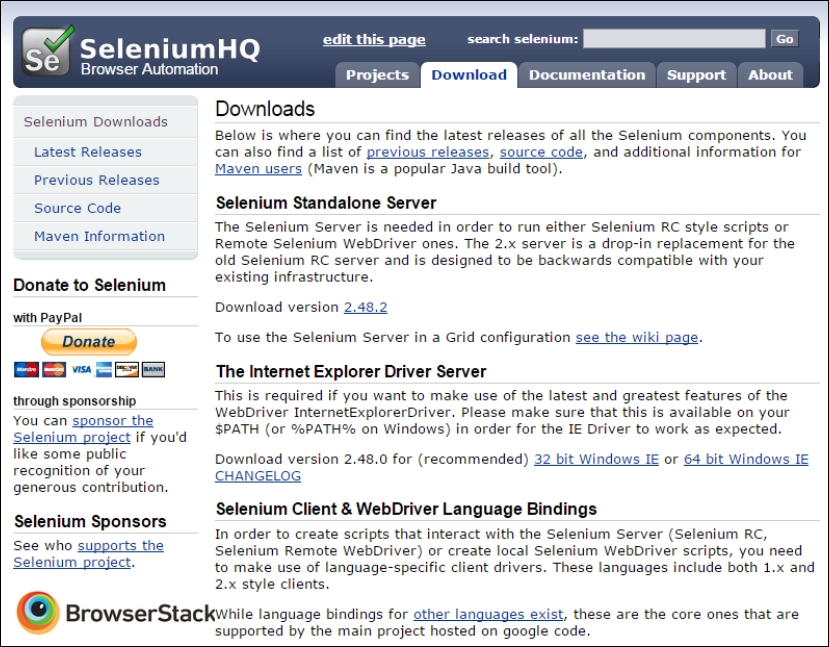 Se SeleniumHQ
Browser Automation
edit this page
search selenium:
Go
Projects
Download
Documentation
Support
About
Selenium Downloads
Latest Releases
Previous Releases
Source Code
Maven Information
Donate to Selenium
with PayPal
Donate
Maestro MasterCard VISA
BANK
through sponsorship
You can sponsor the
Selenium project if you'd
like some public
recognition of your
generous contribution.
Selenium Sponsors
See who supports the
Selenium project.
BrowserStack
Downloads
Below is where you can find the latest releases of all the Selenium components. You
can also find a list of previous releases, source code, and additional information for
Maven users (Maven is a popular Java build tool).
Selenium Standalone Server
The Selenium Server is needed in order to run either Selenium RC style scripts or
Remote Selenium WebDriver ones. The 2.x server is a drop-in replacement for the
old Selenium RC server and is designed to be backwards compatible with your
existing infrastructure.
Download version 2.48.2
To use the Selenium Server in a Grid configuration see the wiki page.
The Internet Explorer Driver Server
This is required if you want to make use of the latest and greatest features of the
WebDriver InternetExplorerDriver. Please make sure that this is available on your
$PATH (or %PATH% on Windows) in order for the IE Driver to work as expected.
Download version 2.48.0 for (recommended) 32 bit Windows IE or 64 bit Windows IE
CHANGELOG
Selenium Client & WebDriver Language Bindings
In order to create scripts that interact with the Selenium Server (Selenium RC,
Selenium Remote WebDriver) or create local Selenium WebDriver scripts, you need
to make use of language-specific client drivers. These languages include both 1.x and
2.x style clients.
While language bindings for other languages exist, these are the core ones that are
supported by the main project hosted on google code.